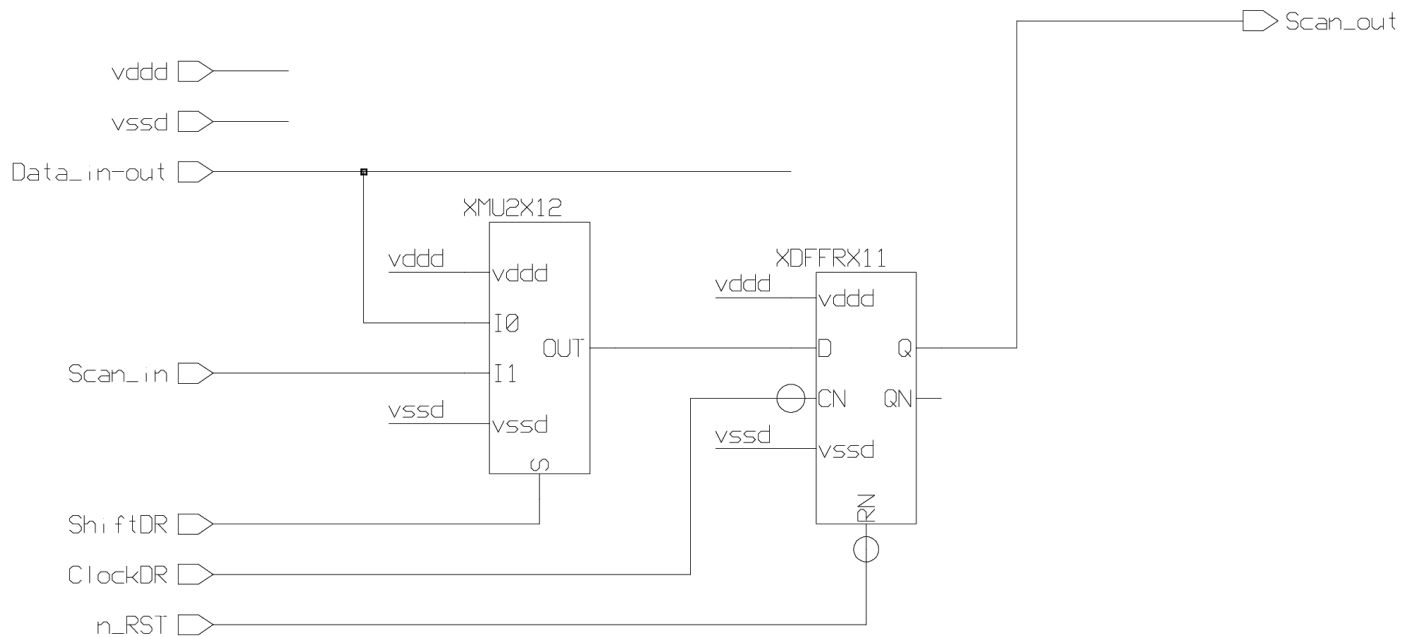 Scan_out
vddd
vssd
Data_in-out
XMU2X12
vddd
vddd
I0
OUT
Scan_in
I1
vssd
vssd
S
XDFFRX11
vddd
vddd
D
Q
CN
QN
vssd
vssd
RN
ShiftDR
ClockDR
n_RST